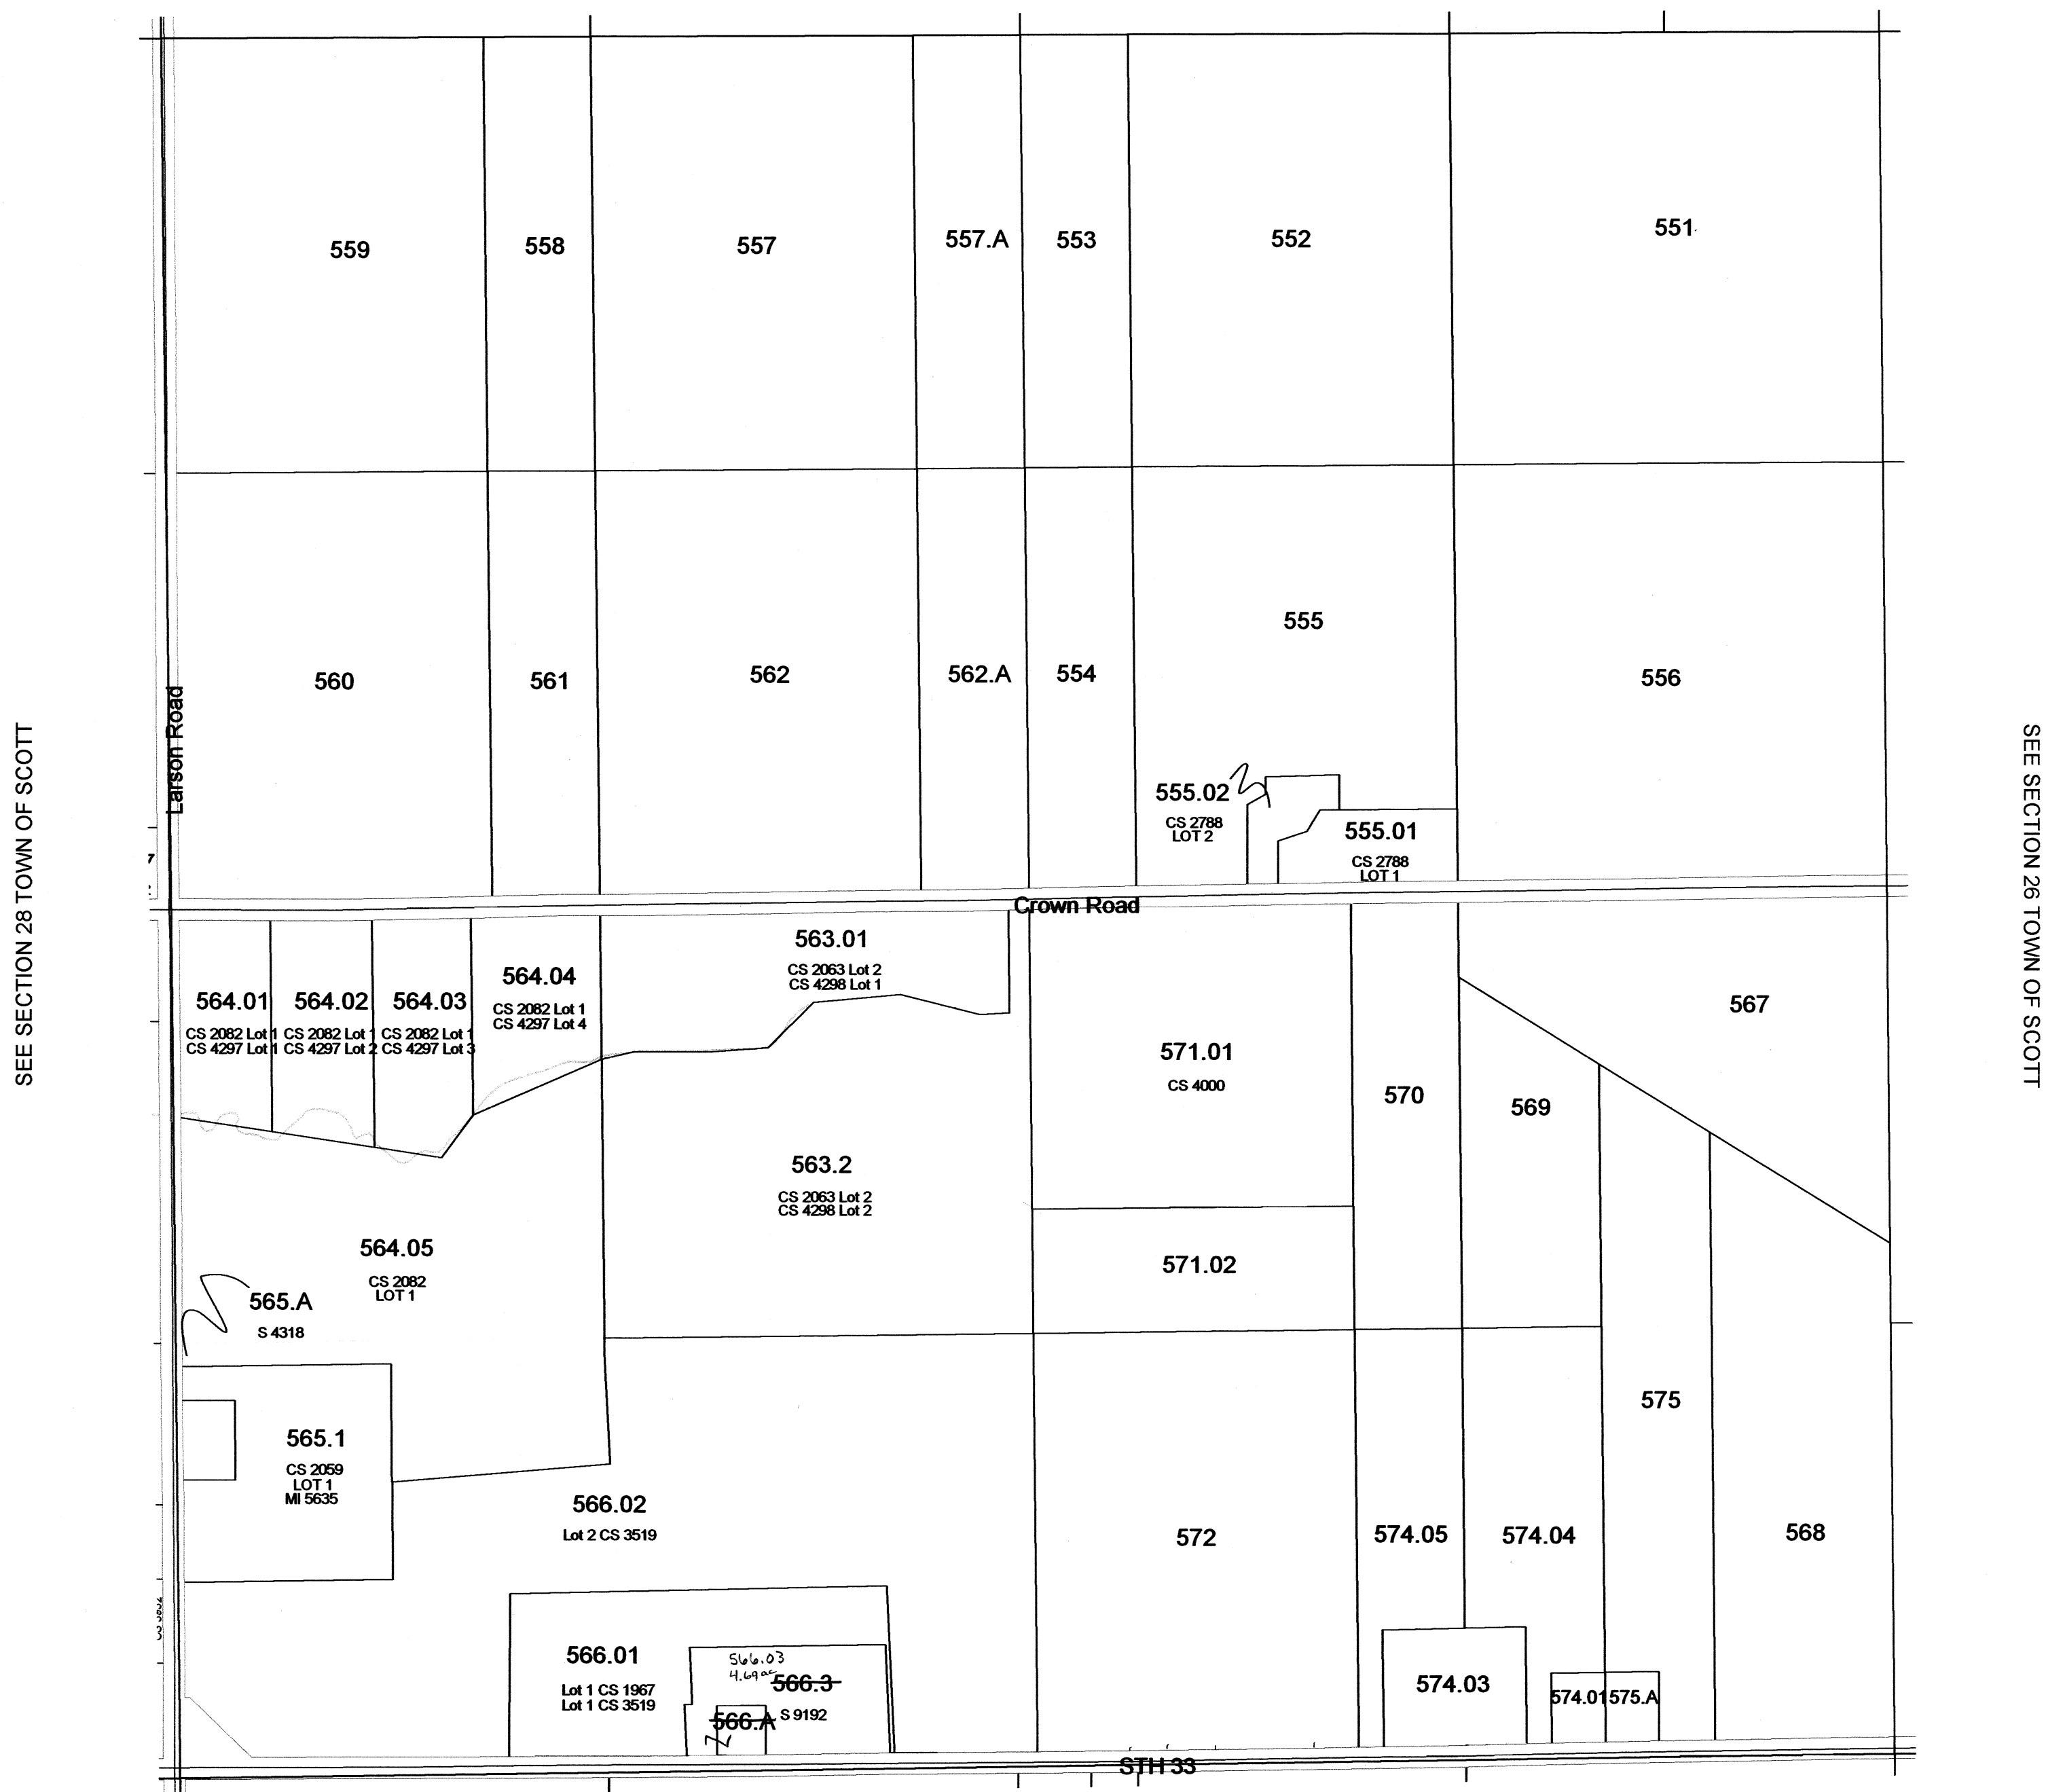 559
558
557
557.A
553
552
551
SEE SECTION 28 TOWN OF SCOTT
Larson Road
560
561
562
562.A
554
555
556
SEE SECTION 26 TOWN OF SCOTT
555.02
CS 2788
LOT 2
555.01
CS 2788
LOT 1
7
Crown Road
564.01
CS 2082 Lot 1
CS 4297 Lot 1
564.02
CS 2082 Lot 1
CS 4297 Lot 2
564.03
CS 2082 Lot 1
CS 4297 Lot 3
564.04
CS 2082 Lot 1
CS 4297 Lot 4
563.01
CS 2063 Lot 2
CS 4298 Lot 1
571.01
CS 4000
570
569
567
563.2
CS 2063 Lot 2
CS 4298 Lot 2
564.05
CS 2082
LOT 1
571.02
565.A
S 4318
565.1
CS 2059
LOT 1
MI 5635
575
566.02
Lot 2 CS 3519
572
574.05
574.04
568
566.01
Lot 1 CS 1967
Lot 1 CS 3519
566.03
4.69 ac
566.3
S 9192
566.A
574.03
574.01
575.A
STH 33